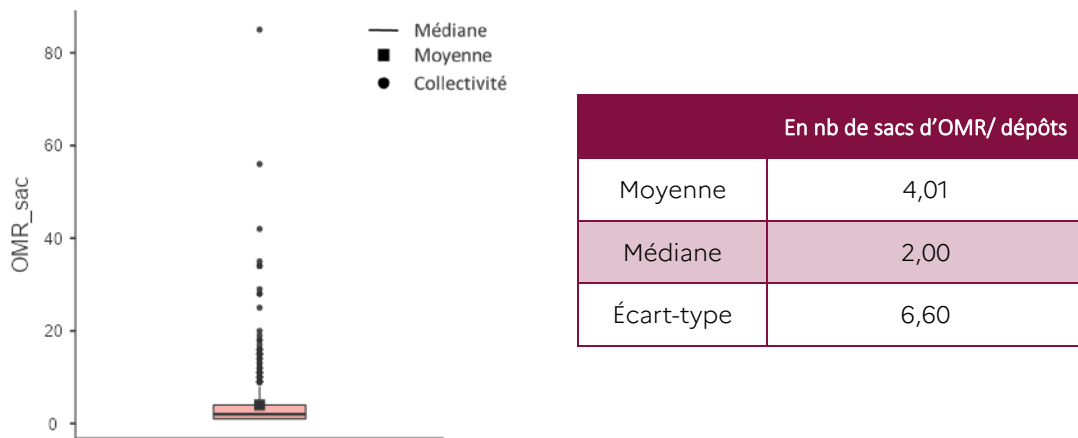 Médiane
Moyenne
Collectivité
80
60
40
20
0
OMR_sac
En nb de sacs d'OMR/ dépôts
Moyenne 4,01
Médiane 2,00
Écart-type 6,60